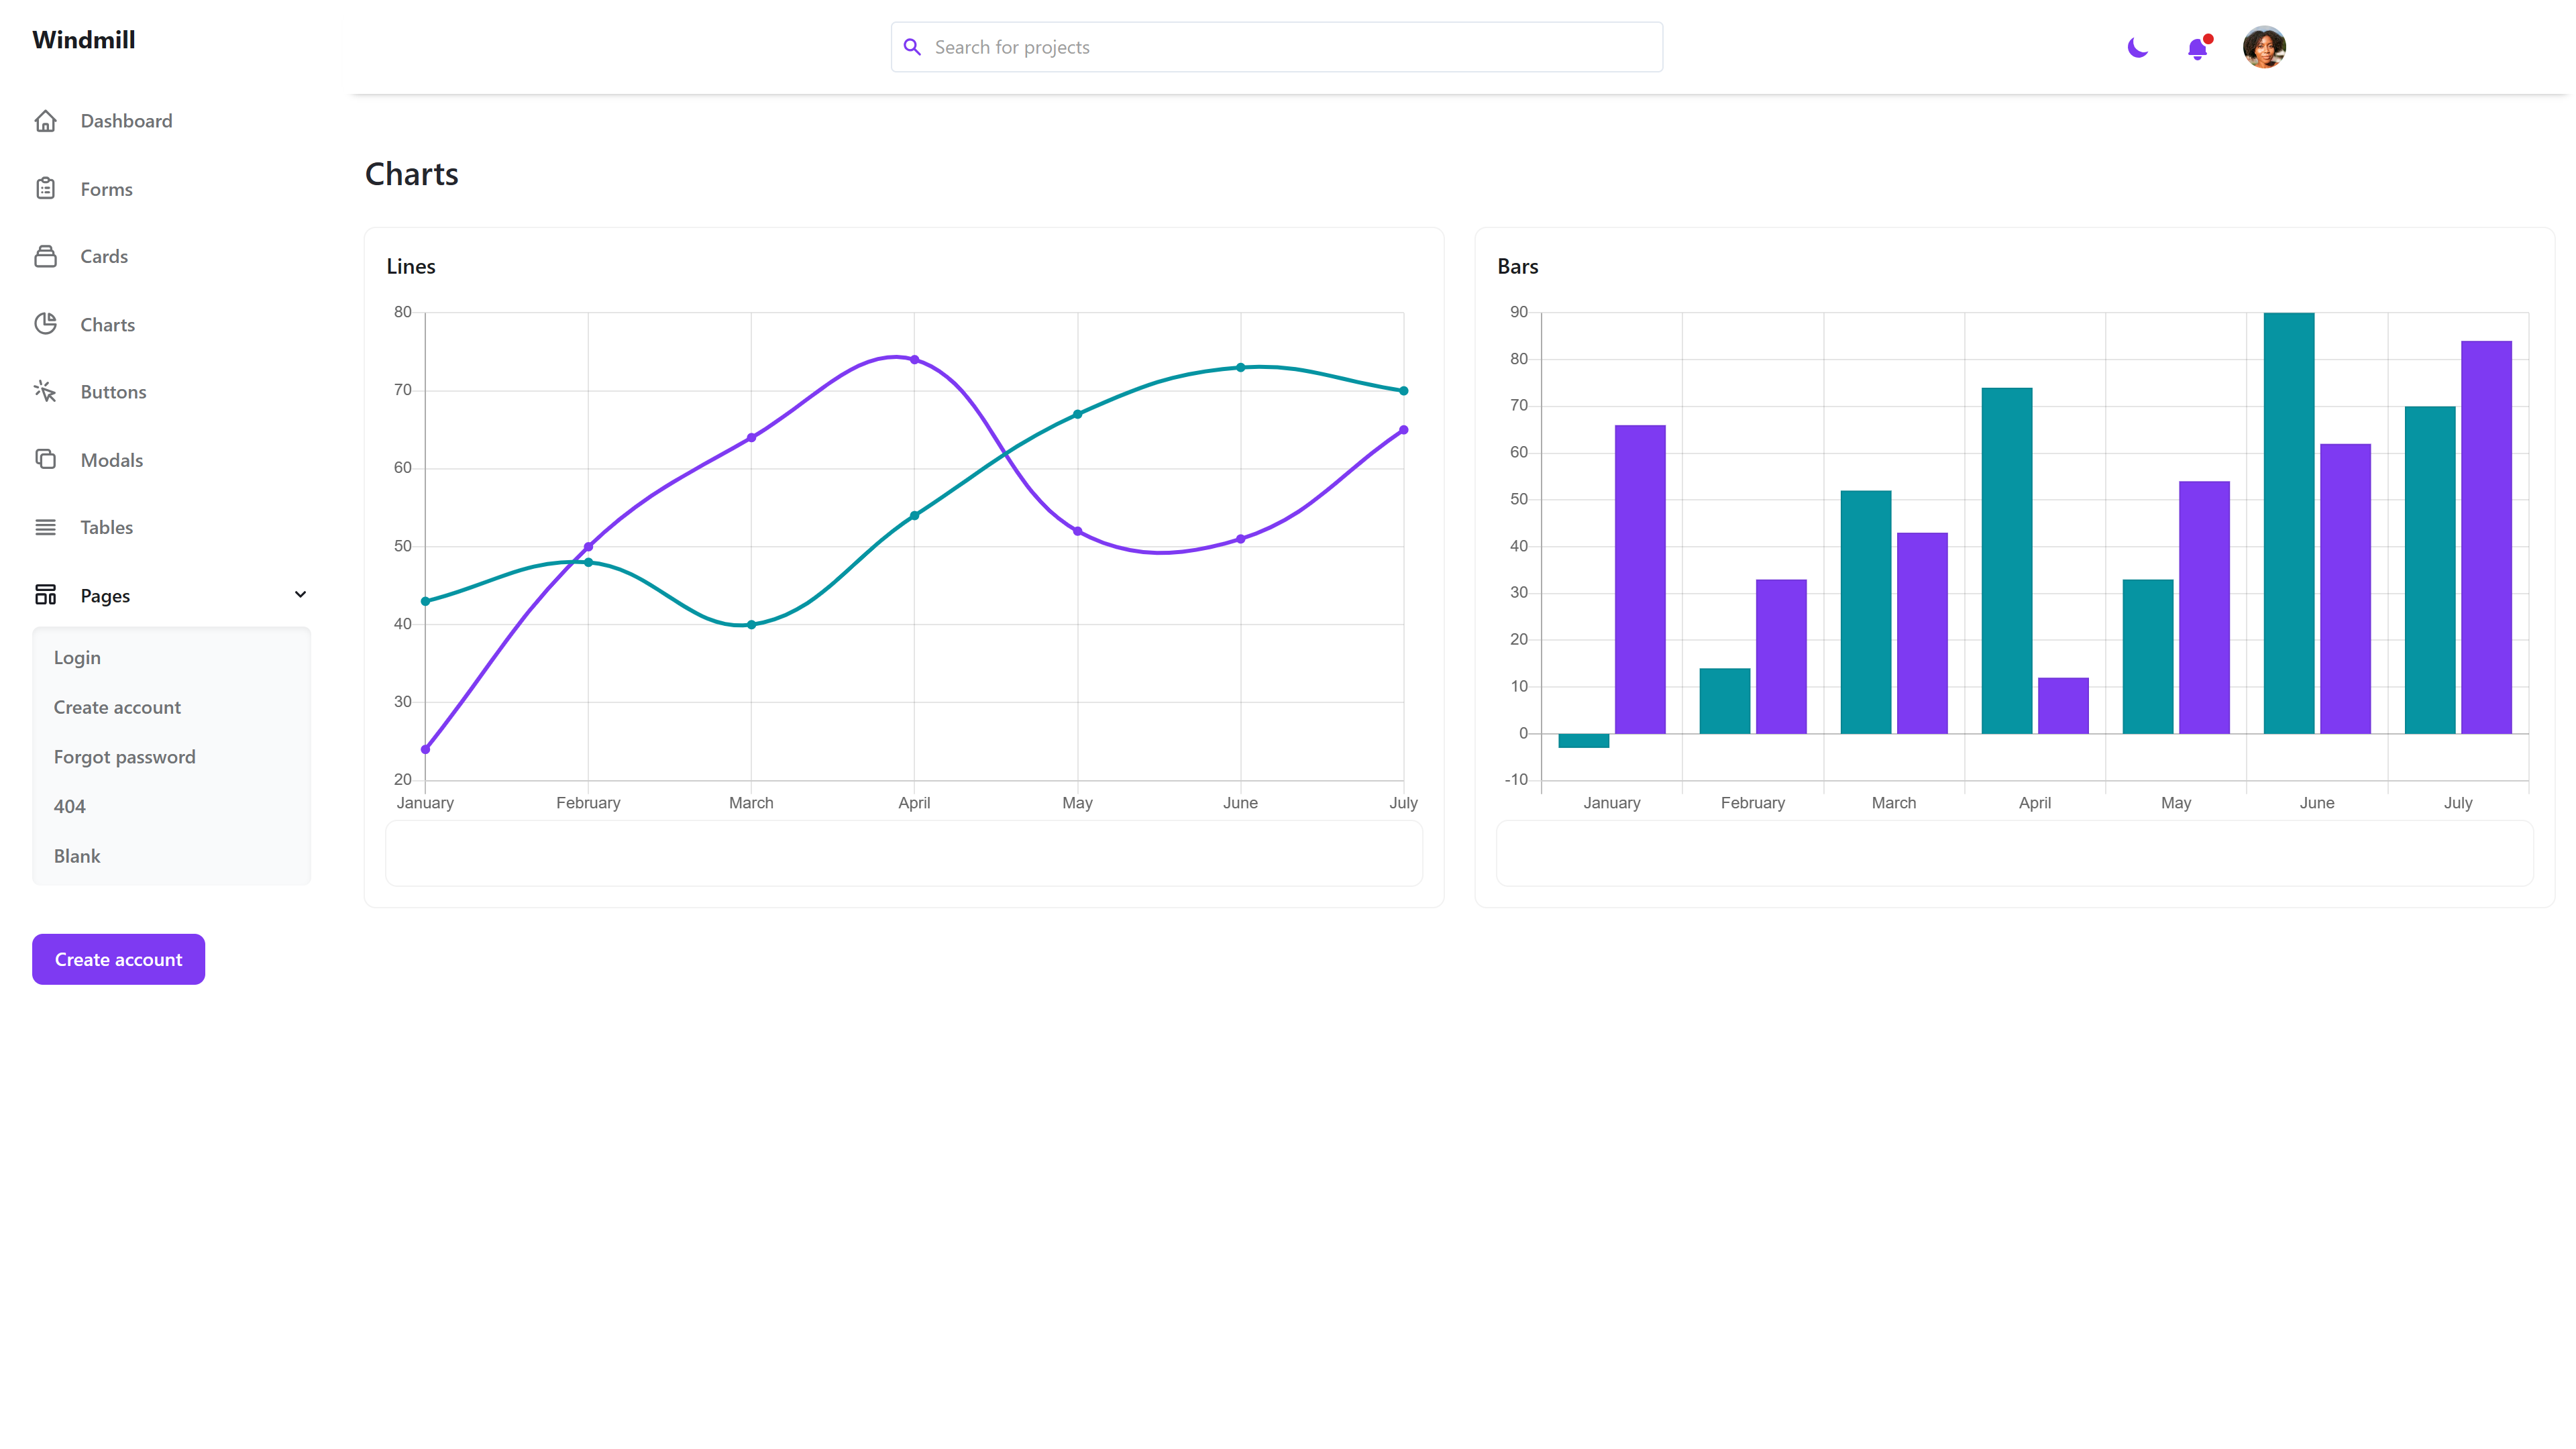 Windmill
Search for projects
Dashboard
Forms
Cards
Charts
Buttons
Modals
Tables
Pages
Login
Create account
Forgot password
404
Blank
Create account
Charts
Lines
80
70
60
50
40
30
20
January February March April May June July
Bars
90
80
70
60
50
40
30
20
10
0
-10
January February March April May June July